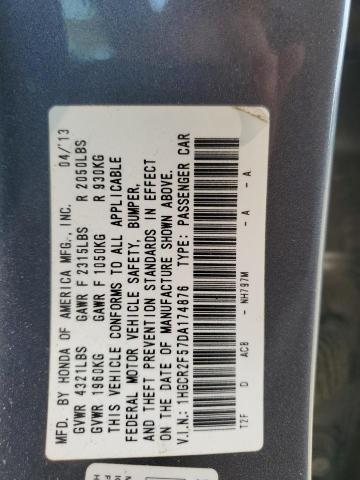 MFD. BY HONDA OF AMERICA MFG., INC. 04/'13
GVWR 4321LBS GAWR F 2315LBS R 2050LBS
GVWR 1960KG GAWR F 1050KG R 930KG
THIS VEHICLE CONFORMS TO ALL APPLICABLE
FEDERAL MOTOR VEHICLE SAFETY, BUMPER,
AND THEFT PREVENTION STANDARDS IN EFFECT
ON THE DATE OF MANUFACTURE SHOWN ABOVE.
V.I.N.: 1HGCR2F57DA174876 TYPE: PASSENGER CAR
T2F D AC8 - NH797M - A - A